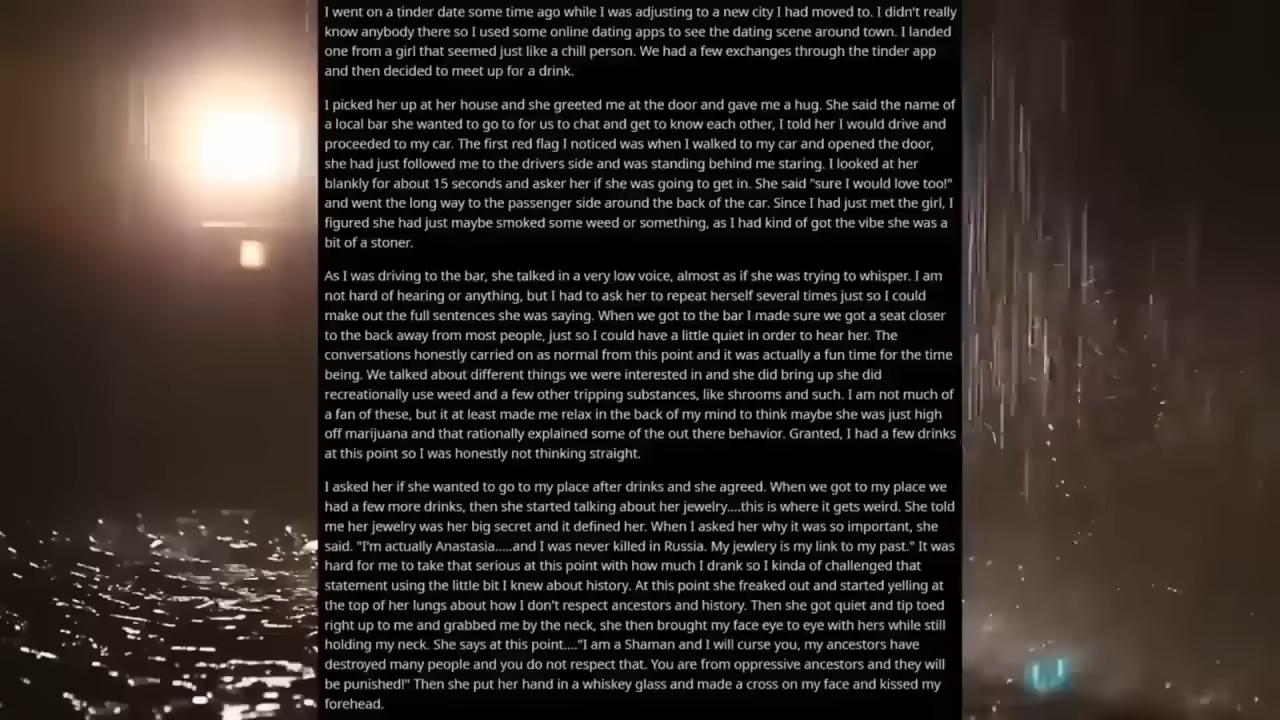 I went on a tinder date some time ago while I was adjusting to a new city I had moved to. I didn't really
know anybody there so I used some online dating apps to see the dating scene around town. I landed
one from a girl that seemed just like a chill person. We had a few exchanges through the tinder app
and then decided to meet up for a drink.
I picked her up at her house and she greeted me at the door and gave me a hug. She said the name of
a local bar she wanted to go to for us to chat and get to know each other, I told her I would drive and
proceeded to my car. The first red flag I noticed was when I walked to my car and opened the door,
she had just followed me to the drivers side and was standing behind me staring. I looked at her
blankly for about 15 seconds and asker her if she was going to get in. She said "sure I would love too!"
and went the long way to the passenger side around the back of the car. Since I had just met the girl, I
figured she had just maybe smoked some weed or something, as I had kind of got the vibe she was a
bit of a stoner.
As I was driving to the bar, she talked in a very low voice, almost as if she was trying to whisper. I am
not hard of hearing or anything, but I had to ask her to repeat herself several times just so I could
make out the full sentences she was saying. When we got to the bar I made sure we got a seat closer
to the back away from most people, just so I could have a little quiet in order to hear her. The
conversations honestly carried on as normal from this point and it was actually a fun time for the time
being. We talked about different things we were interested in and she did bring up she did
recreationally use weed and a few other tripping substances, like shrooms and such. I am not much of
a fan of these, but it at least made me relax in the back of my mind to think maybe she was just high
off marijuana and that rationally explained some of the out there behavior. Granted, I had a few drinks
at this point so I was honestly not thinking straight.
I asked her if she wanted to go to my place after drinks and she agreed. When we got to my place we
had a few more drinks, then she started talking about her jewelry....this is where it gets weird. She told
me her jewelry was her big secret and it defined her. When I asked her why it was so important, she
said. "I'm actually Anastasia.....and I was never killed in Russia. My jewlery is my link to my past." It was
hard for me to take that serious at this point with how much I drank so I kinda of challenged that
statement using the little bit I knew about history. At this point she freaked out and started yelling at
the top of her lungs about how I don't respect ancestors and history. Then she got quiet and tip toed
right up to me and grabbed me by the neck, she then brought my face eye to eye with hers while still
holding my neck. She says at this point...."I am a Shaman and I will curse you, my ancestors have
destroyed many people and you do not respect that. You are from oppressive ancestors and they will
be punished!" Then she put her hand in a whiskey glass and made a cross on my face and kissed my
forehead.